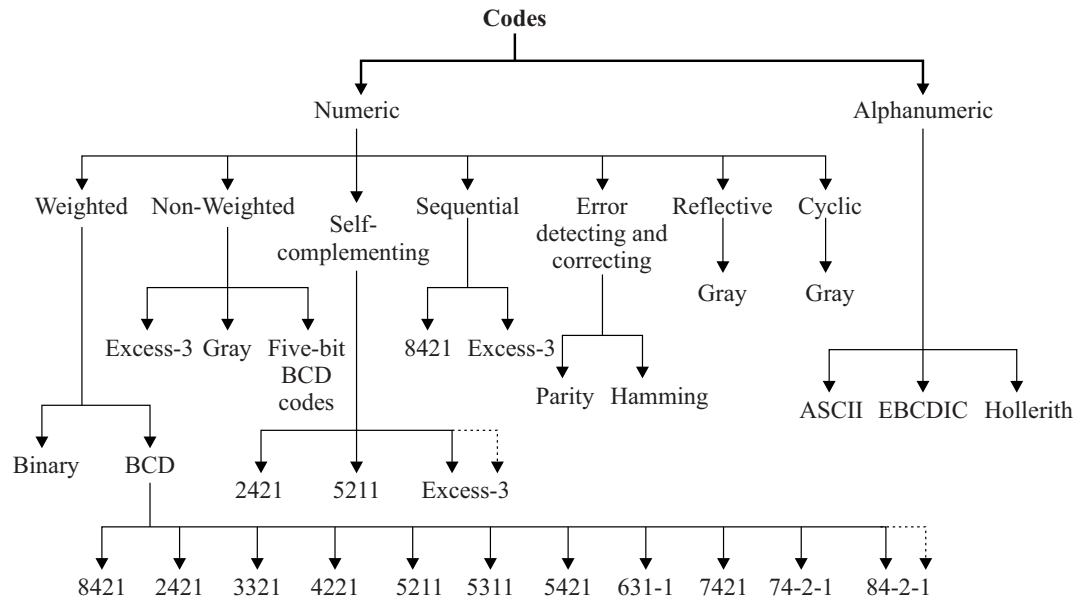 Codes
Numeric
Alphanumeric
Weighted
Non-Weighted
Self-
complementing
Sequential
Error
detecting and
correcting
Reflective
Cyclic
Gray
Gray
Excess-3
Gray
Five-bit
BCD
codes
8421
Excess-3
Parity
Hamming
ASCII
EBCDIC
Hollerith
Binary
BCD
2421
5211
Excess-3
8421
2421
3321
4221
5211
5311
5421
631-1
7421
74-2-1
84-2-1